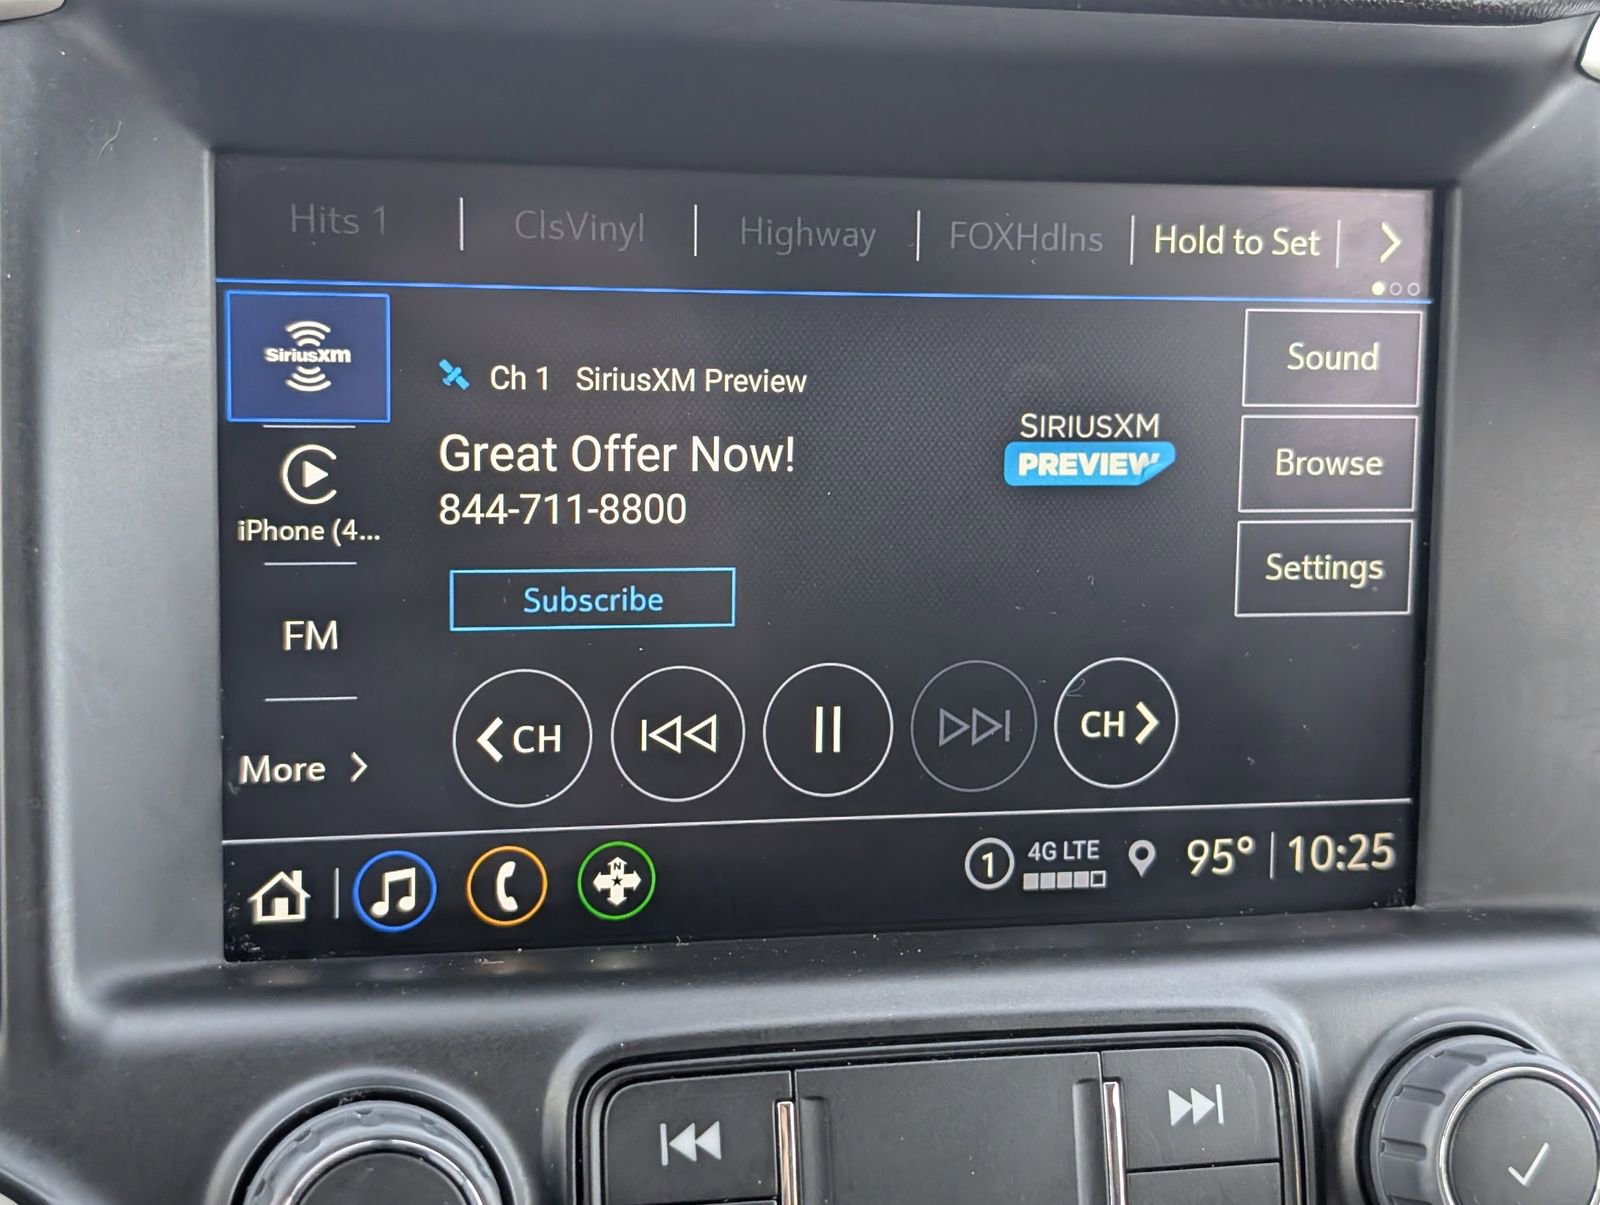 Hits 1
ClsVinyl
Highway
FOXHdlns
Hold to Set
SiriusXM
iPhone (4...
FM
More
Ch 1 SiriusXM Preview
Great Offer Now!
844-711-8800
Subscribe
SIRIUSXM
PREVIEW
Sound
Browse
Settings
CH
CH
N
1
4G LTE
95°
10:25